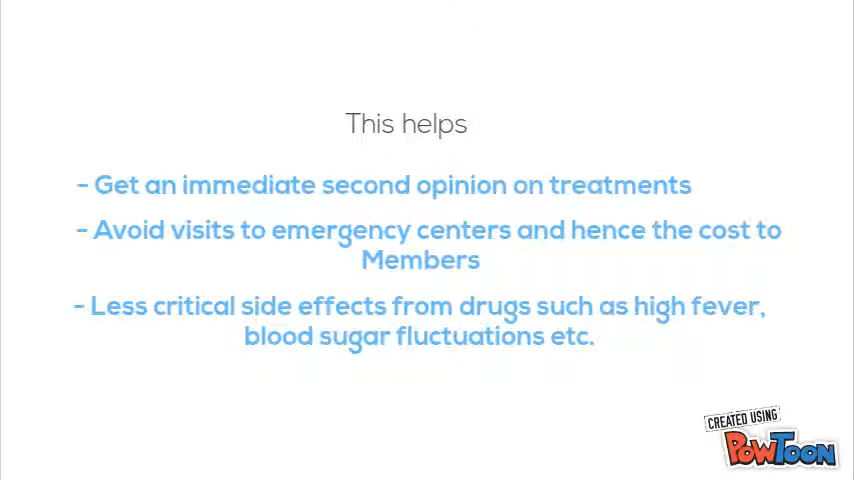 This helps
- Get an immediate second opinion on treatments
- Avoid visits to emergency centers and hence the cost to
Members
- Less critical side effects from drugs such as high fever,
blood sugar fluctuations etc.
CREATED USING
POWTOON